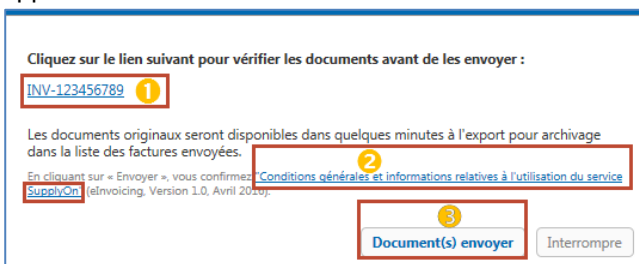 Cliquez sur le lien suivant pour vérifier les documents avant de les envoyer :
INV-123456789 1
Les documents originaux seront disponibles dans quelques minutes à l'export pour archivage
dans la liste des factures envoyées.
2
En cliquant sur « Envoyer », vous confirmez "Conditions générales et informations relatives à l'utilisation du service
SupplyOn" (eInvoicing, Version 1.0, Avril 2016).
3
Document(s) envoyer Interrompre